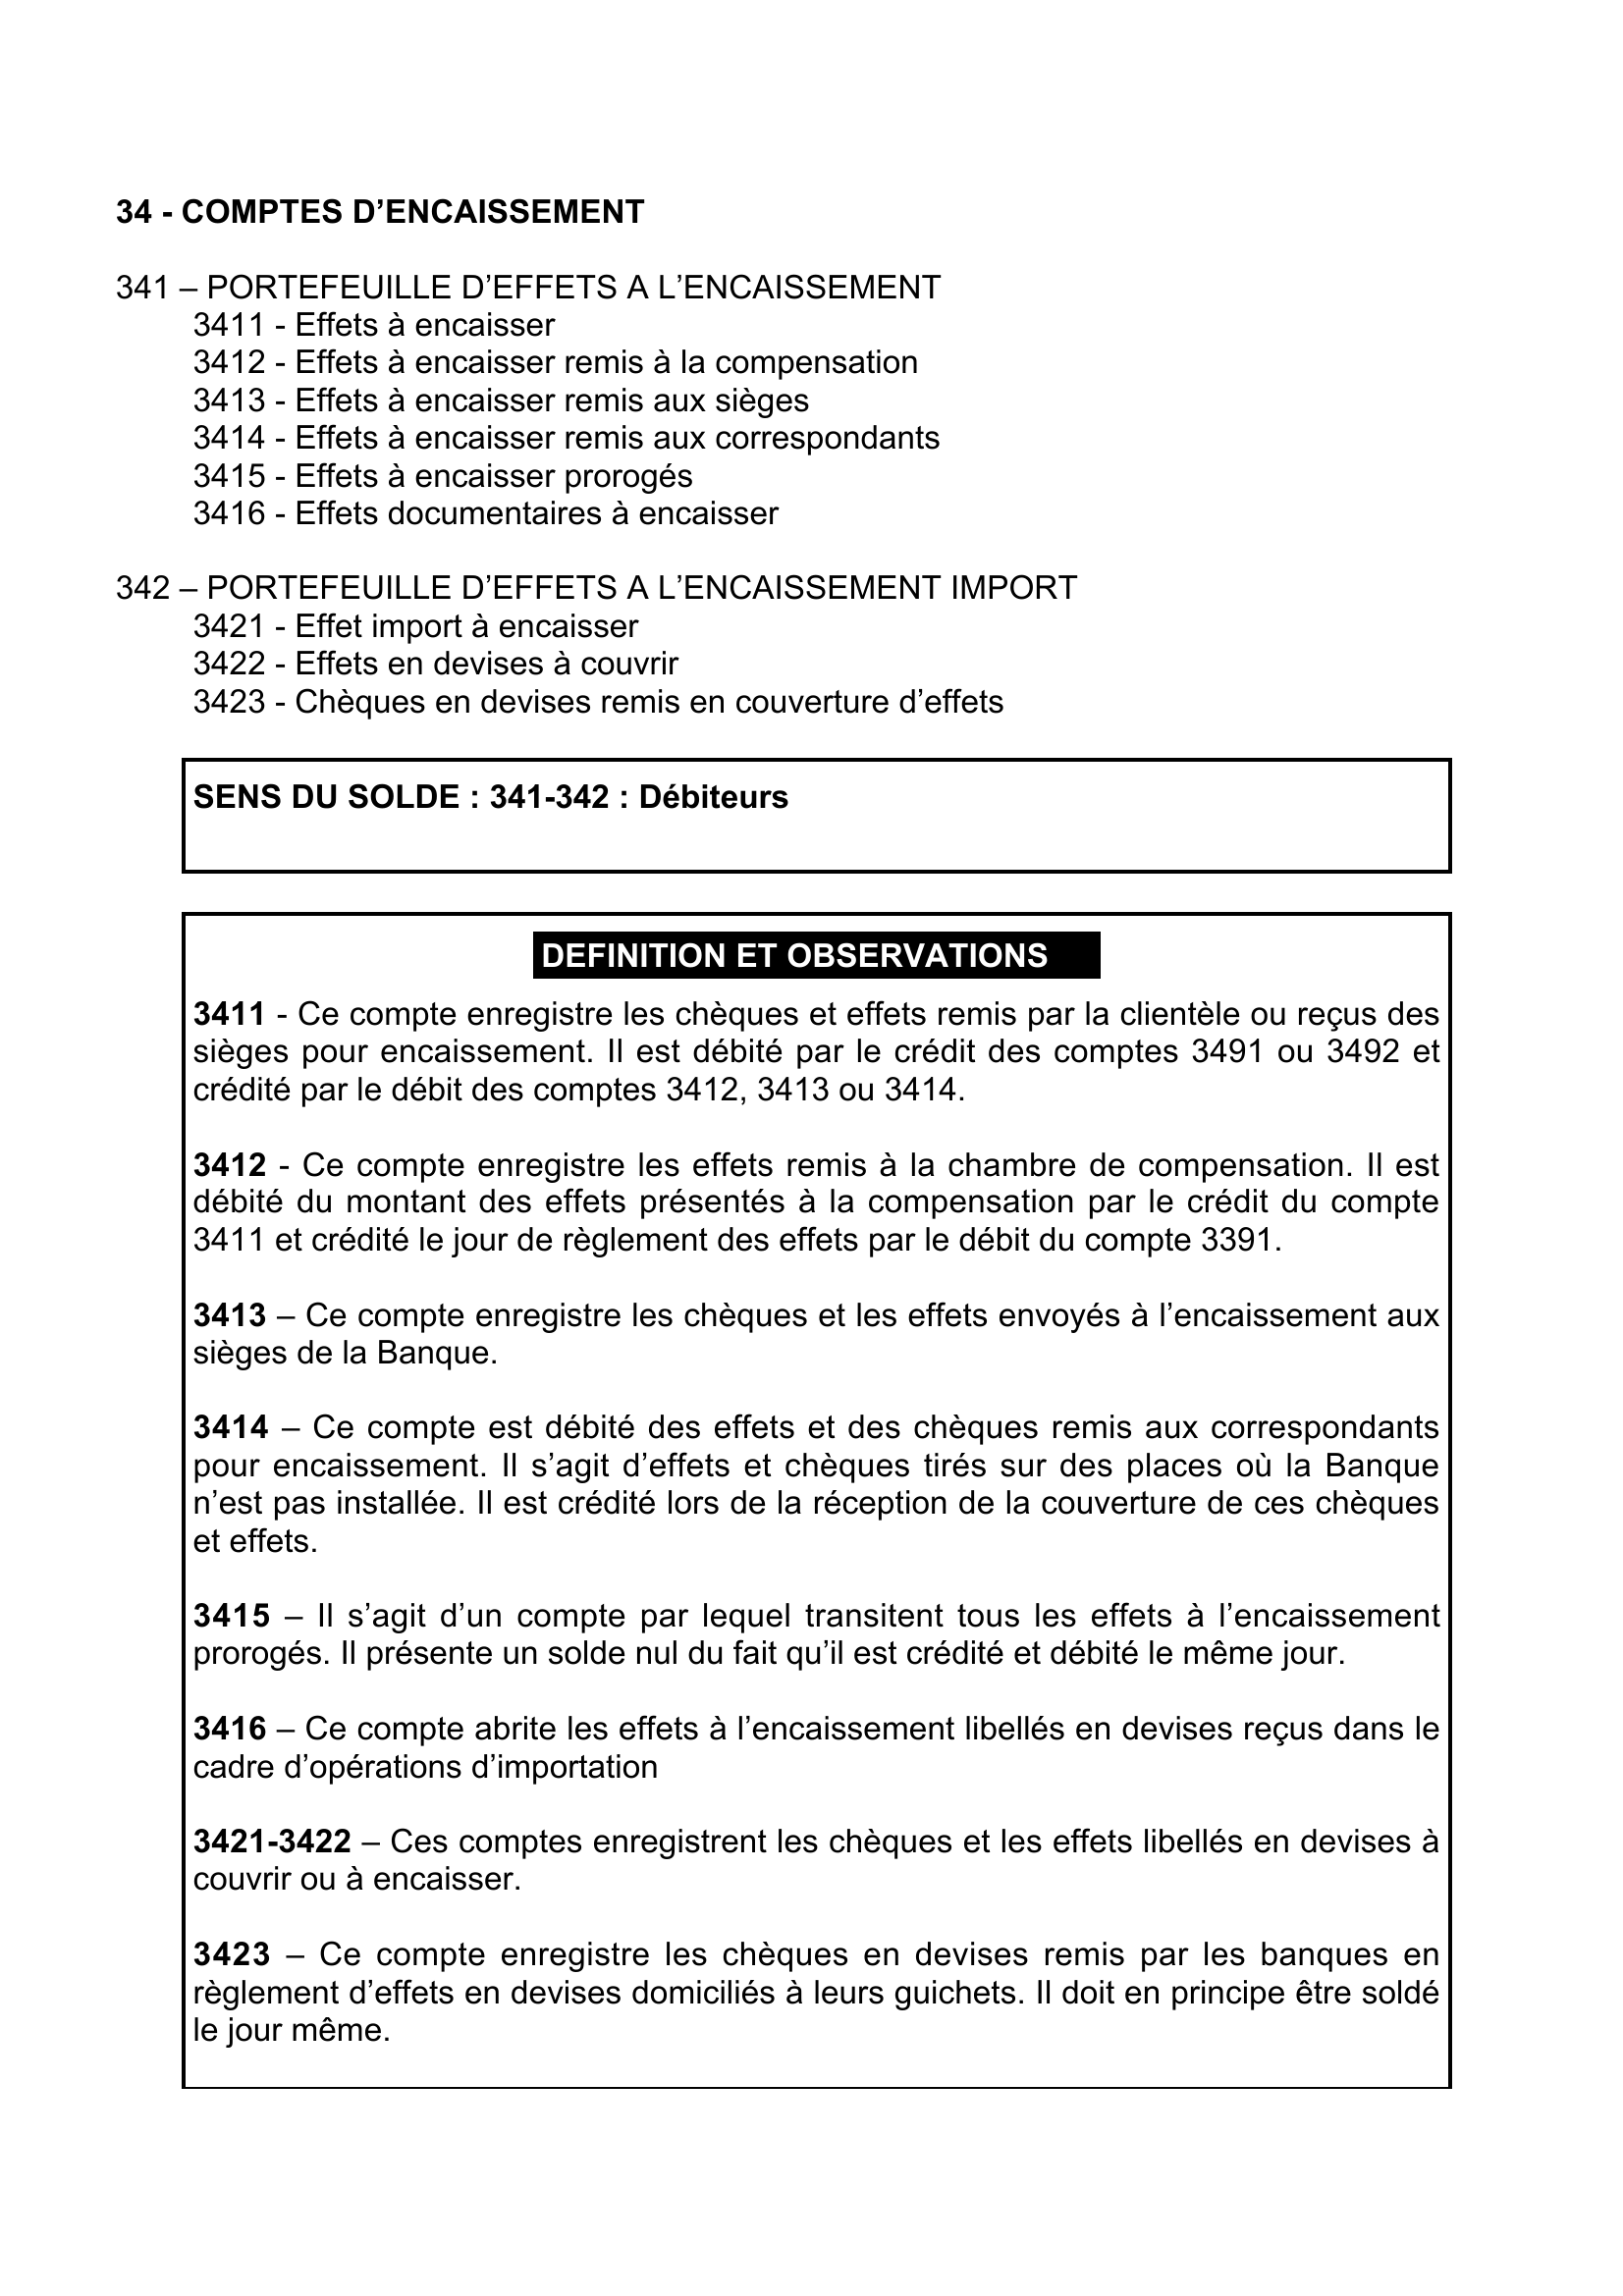 34 - COMPTES D’ENCAISSEMENT
341 – PORTEFEUILLE D’EFFETS A L’ENCAISSEMENT
3411 - Effets à encaisser
3412 - Effets à encaisser remis à la compensation
3413 - Effets à encaisser remis aux sièges
3414 - Effets à encaisser remis aux correspondants
3415 - Effets à encaisser prorogés
3416 - Effets documentaires à encaisser
342 – PORTEFEUILLE D’EFFETS A L’ENCAISSEMENT IMPORT
3421 - Effet import à encaisser
3422 - Effets en devises à couvrir
3423 - Chèques en devises remis en couverture d’effets
SENS DU SOLDE : 341-342 : Débiteurs
DEFINITION ET OBSERVATIONS
3411 - Ce compte enregistre les chèques et effets remis par la clientèle ou reçus des
sièges pour encaissement. Il est débité par le crédit des comptes 3491 ou 3492 et
crédité par le débit des comptes 3412, 3413 ou 3414.
3412 - Ce compte enregistre les effets remis à la chambre de compensation. Il est
débité du montant des effets présentés à la compensation par le crédit du compte
3411 et crédité le jour de règlement des effets par le débit du compte 3391.
3413 – Ce compte enregistre les chèques et les effets envoyés à l’encaissement aux
sièges de la Banque.
3414 – Ce compte est débité des effets et des chèques remis aux correspondants
pour encaissement. Il s’agit d’effets et chèques tirés sur des places où la Banque
n’est pas installée. Il est crédité lors de la réception de la couverture de ces chèques
et effets.
3415 – Il s’agit d’un compte par lequel transitent tous les effets à l’encaissement
prorogés. Il présente un solde nul du fait qu’il est crédité et débité le même jour.
3416 – Ce compte abrite les effets à l’encaissement libellés en devises reçus dans le
cadre d’opérations d’importation
3421-3422 – Ces comptes enregistrent les chèques et les effets libellés en devises à
couvrir ou à encaisser.
3423 – Ce compte enregistre les chèques en devises remis par les banques en
règlement d’effets en devises domiciliés à leurs guichets. Il doit en principe être soldé
le jour même.